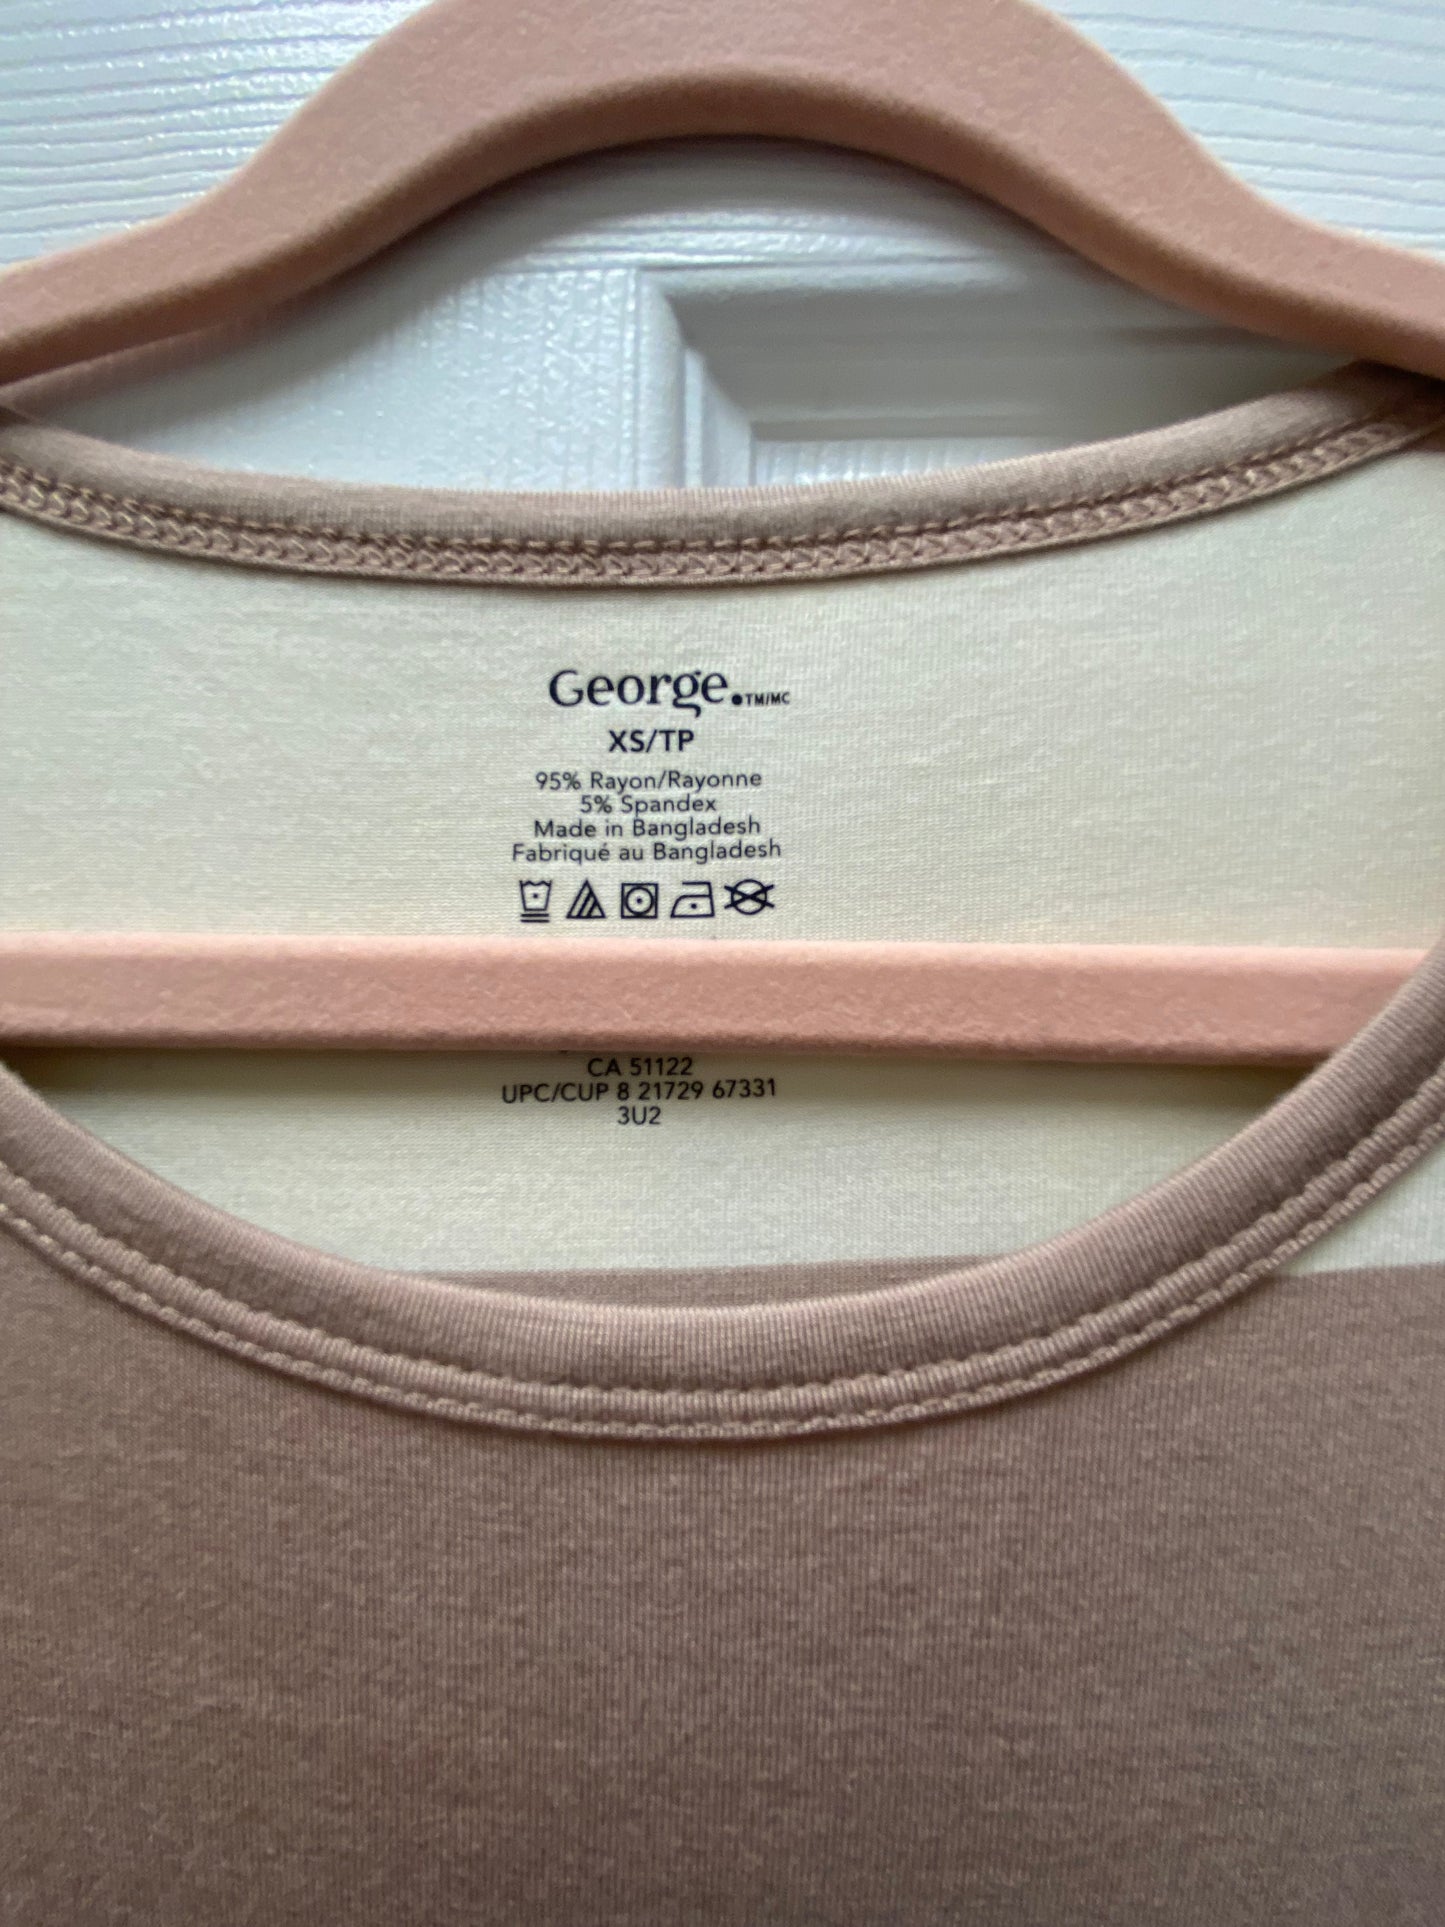 George.TM/MC
XS/TP
95% Rayon/Rayonne
5% Spandex
Made in Bangladesh
Fabriqué au Bangladesh
CA 51122
UPC/CUP 8 21729 67331
3U2